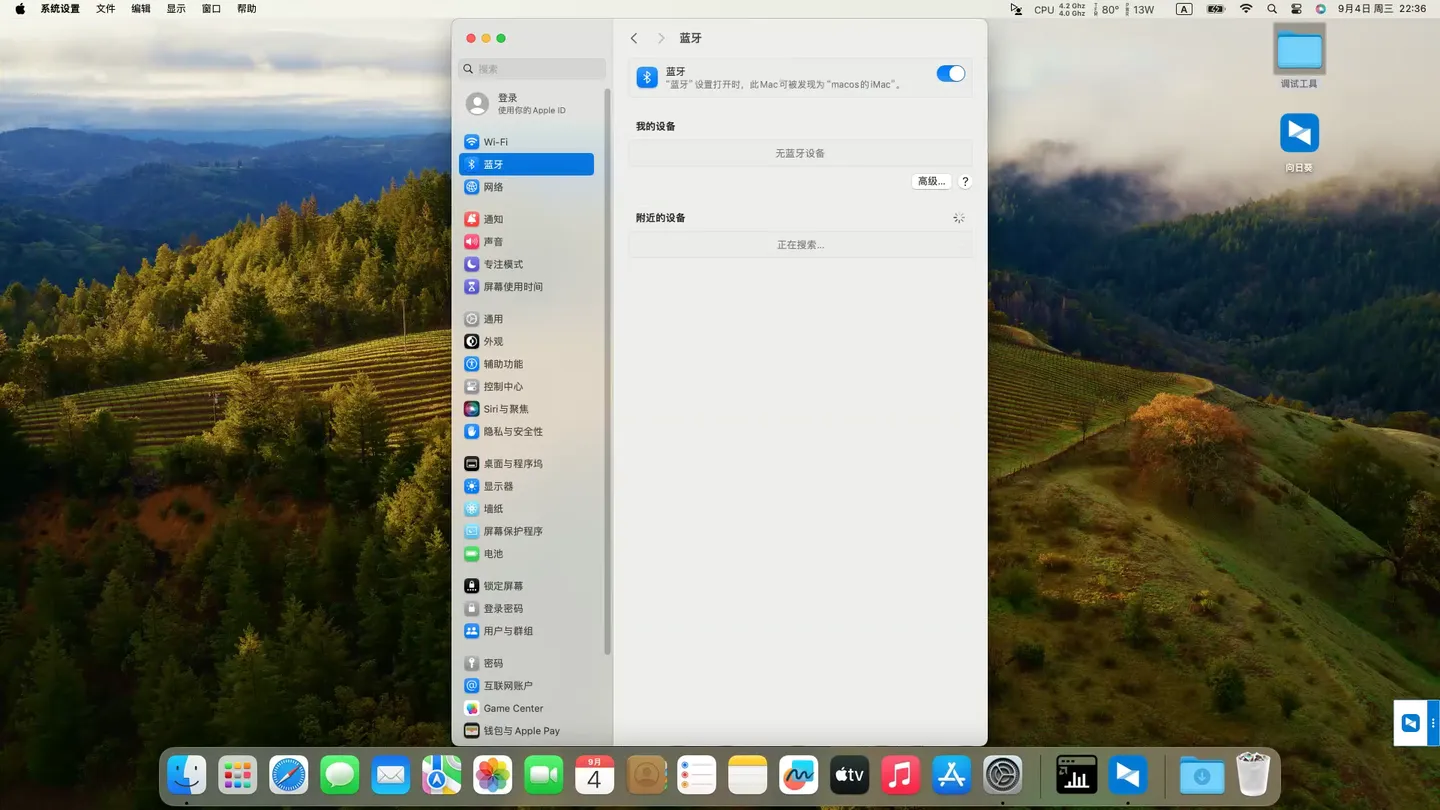 系统设置 文件 编辑 显示 窗口 帮助
CPU 4.2 Ghz 4.0 Ghz 80° 13W A 9月4日 周三 22:36
搜索
登录
使用你的 Apple ID
Wi-Fi
蓝牙
网络
通知
声音
专注模式
屏幕使用时间
通用
外观
辅助功能
控制中心
Siri与聚焦
隐私与安全性
桌面与程序坞
显示器
墙纸
屏幕保护程序
电池
锁定屏幕
登录密码
用户与群组
密码
互联网账户
Game Center
钱包与 Apple Pay
蓝牙
蓝牙
“蓝牙”设置打开时，此 Mac 可被发现为“macos的iMac”。
我的设备
无蓝牙设备
高级... ?
附近的设备
正在搜索...
调试工具
向日葵
9月
4
tv